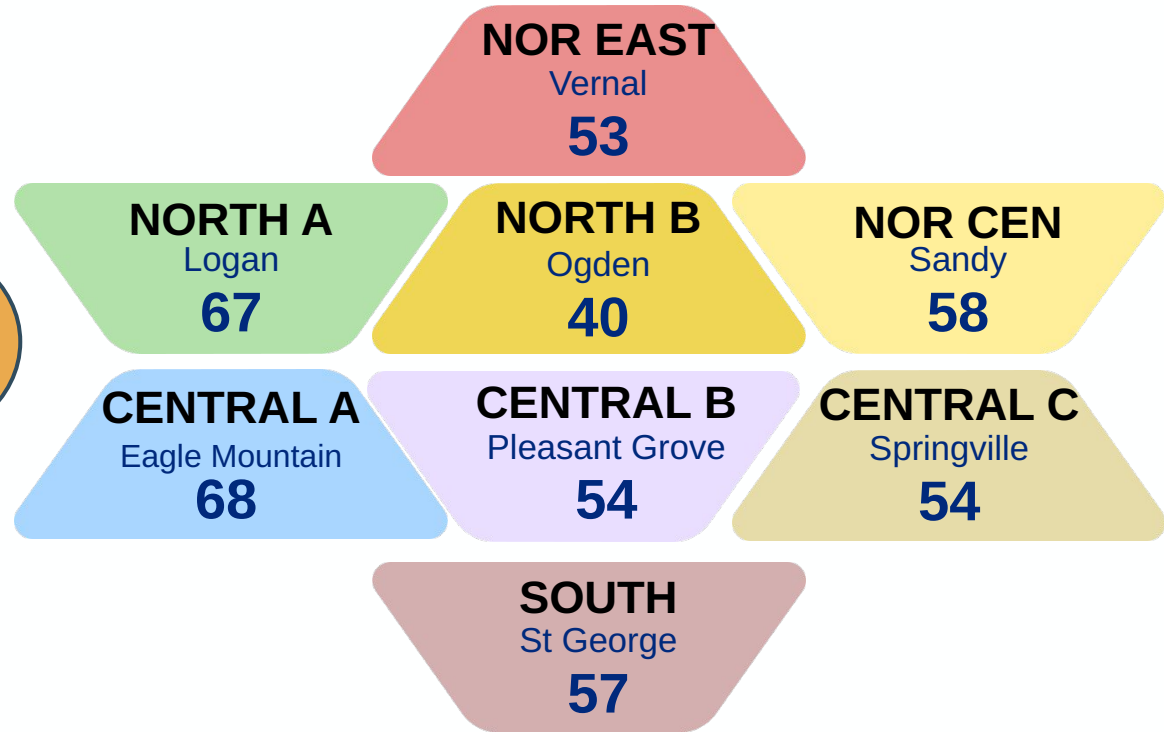 NOR EAST
Vernal
53
NORTH A
Logan
67
NORTH B
Ogden
40
NOR CEN
Sandy
58
CENTRAL A
Eagle Mountain
68
CENTRAL B
Pleasant Grove
54
CENTRAL C
Springville
54
SOUTH
St George
57